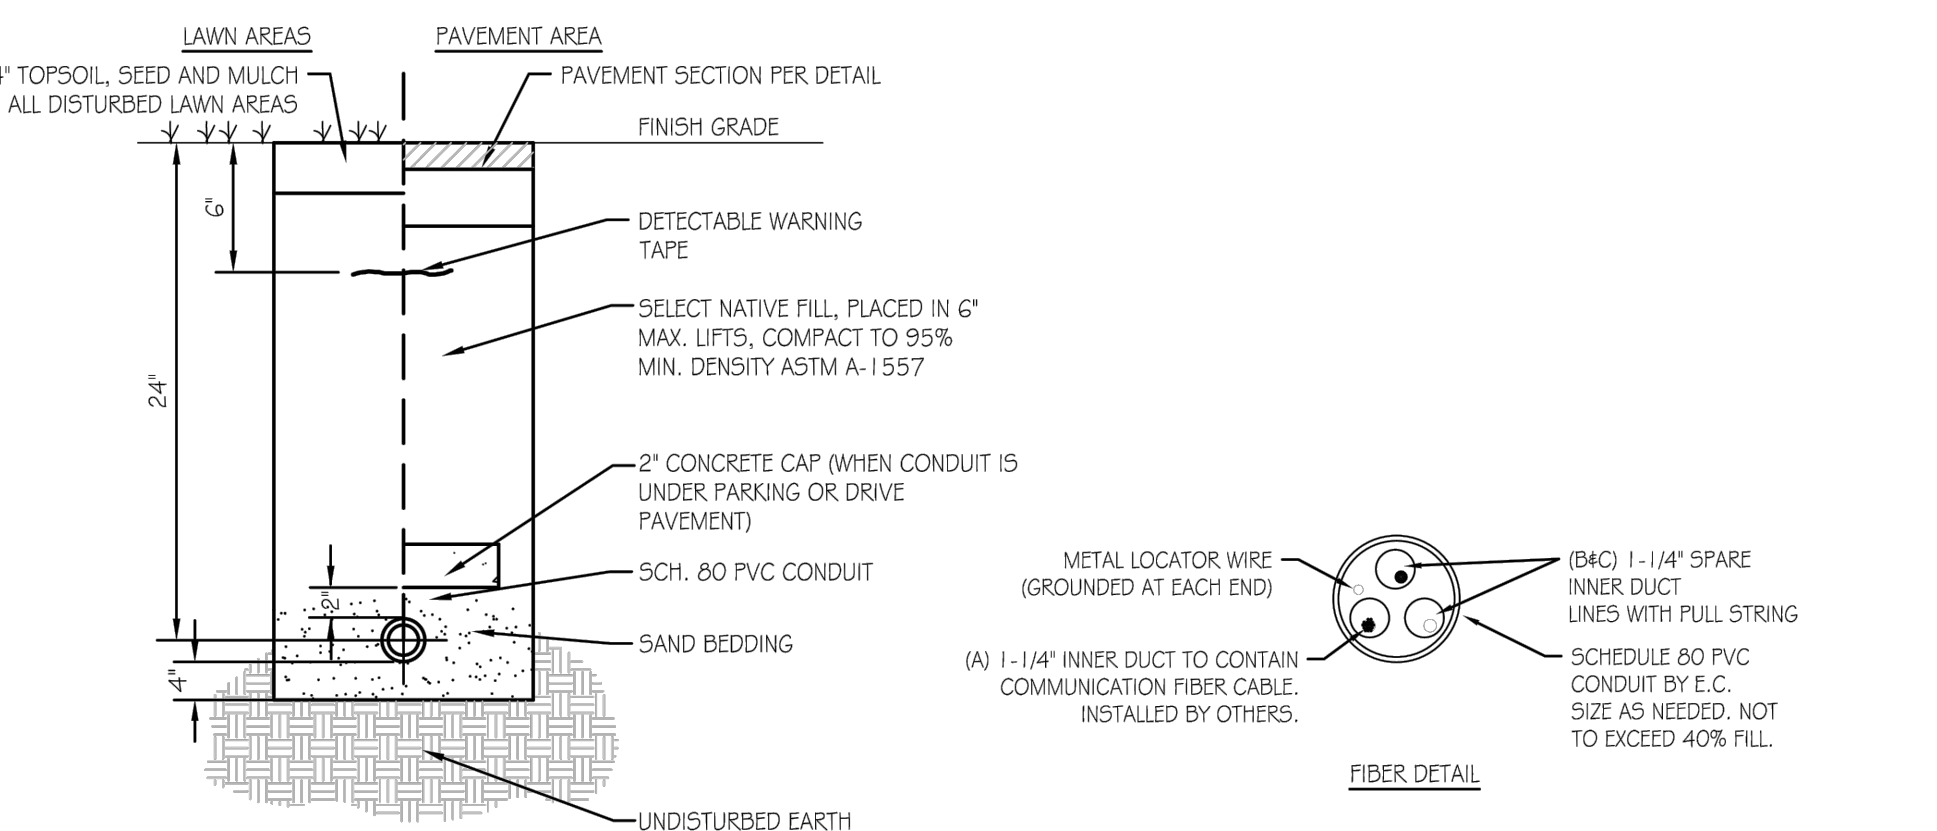 LAWN AREAS
4" TOPSOIL, SEED AND MULCH
ALL DISTURBED LAWN AREAS
PAVEMENT AREA
PAVEMENT SECTION PER DETAIL
FINISH GRADE
6"
24"
DETECTABLE WARNING
TAPE
SELECT NATIVE FILL, PLACED IN 6"
MAX. LIFTS, COMPACT TO 95%
MIN. DENSITY ASTM A-1557
2" CONCRETE CAP (WHEN CONDUIT IS
UNDER PARKING OR DRIVE
PAVEMENT)
SCH. 80 PVC CONDUIT
2"
SAND BEDDING
4"
UNDISTURBED EARTH
METAL LOCATOR WIRE
(GROUNDED AT EACH END)
(A) 1-1/4" INNER DUCT TO CONTAIN
COMMUNICATION FIBER CABLE.
INSTALLED BY OTHERS.
(B&C) 1-1/4" SPARE
INNER DUCT
LINES WITH PULL STRING
SCHEDULE 80 PVC
CONDUIT BY E.C.
SIZE AS NEEDED. NOT
TO EXCEED 40% FILL.
FIBER DETAIL